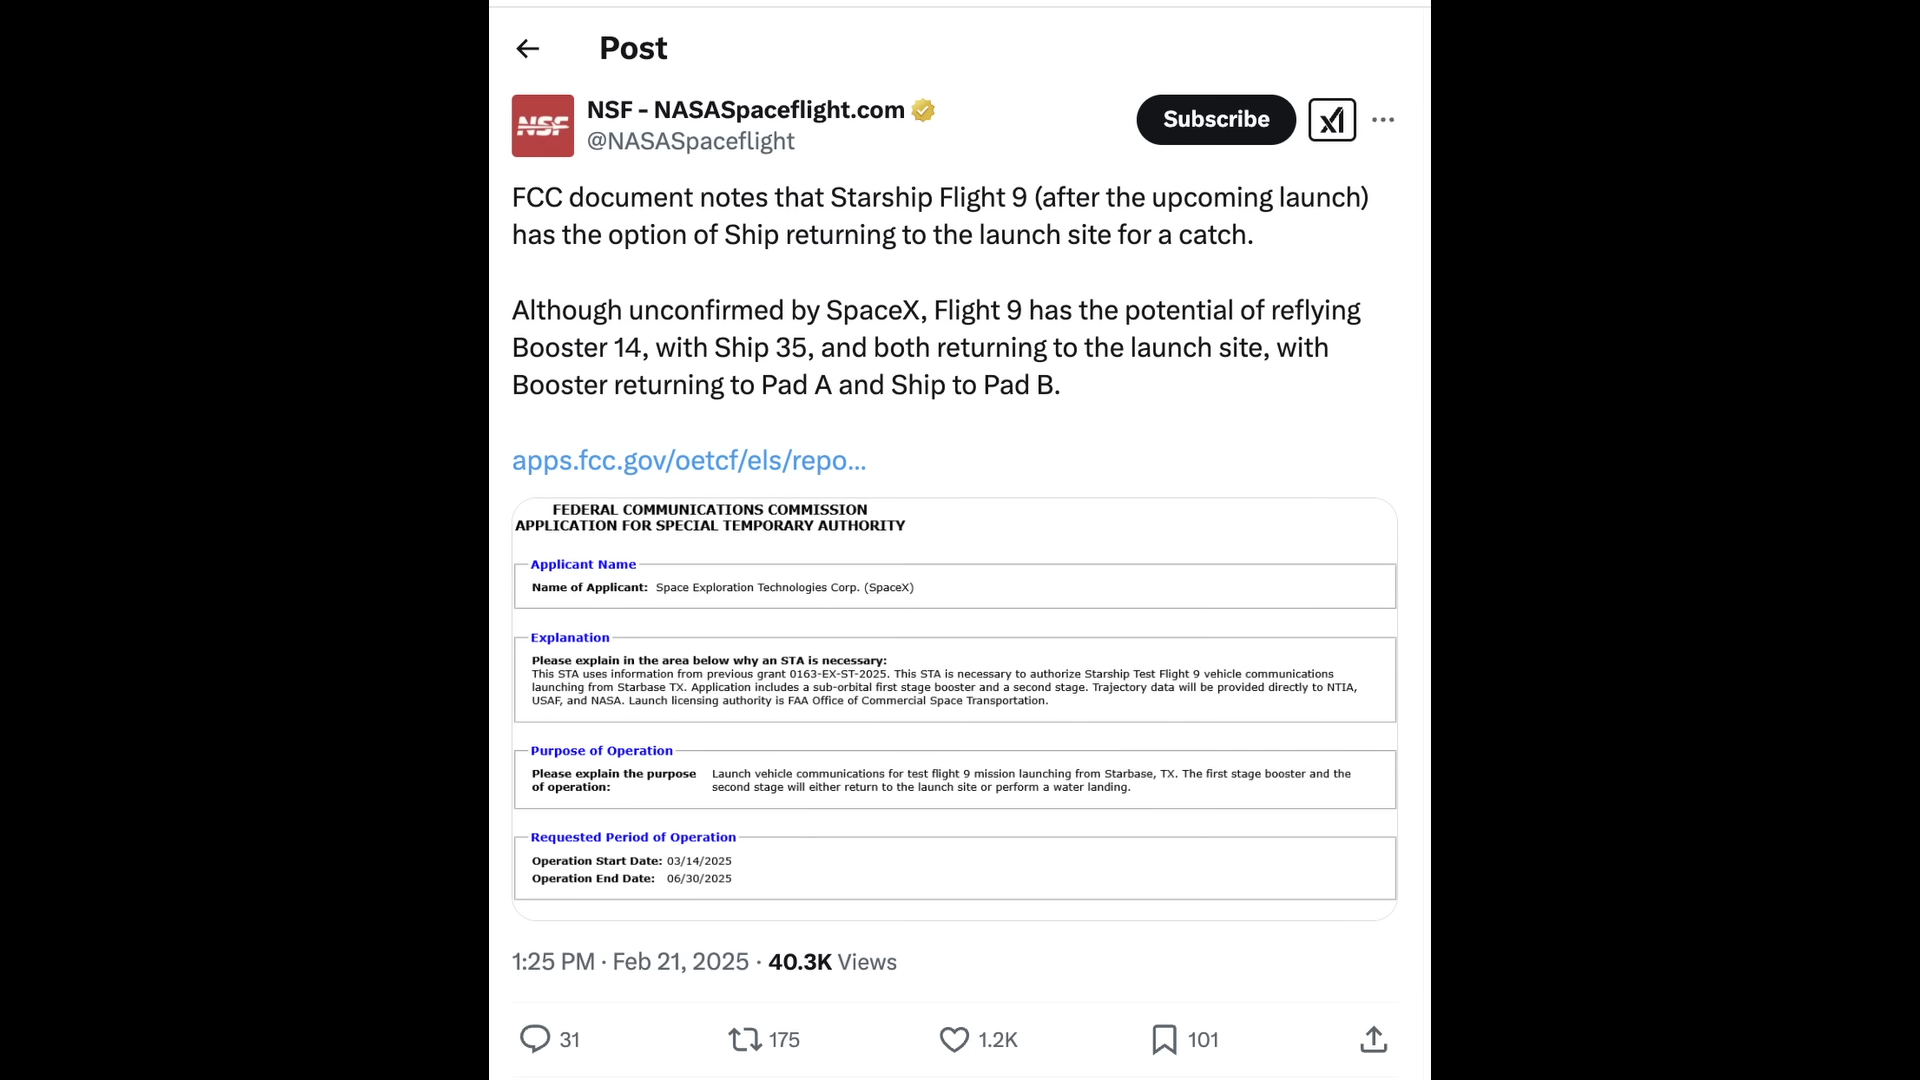 Post
NSF
NSF - NASASpaceflight.com
@NASASpaceflight
Subscribe
FCC document notes that Starship Flight 9 (after the upcoming launch)
has the option of Ship returning to the launch site for a catch.
Although unconfirmed by SpaceX, Flight 9 has the potential of reflying
Booster 14, with Ship 35, and both returning to the launch site, with
Booster returning to Pad A and Ship to Pad B.
apps.fcc.gov/oetcf/els/repo...
FEDERAL COMMUNICATIONS COMMISSION
APPLICATION FOR SPECIAL TEMPORARY AUTHORITY
Applicant Name
Name of Applicant: Space Exploration Technologies Corp. (SpaceX)
Explanation
Please explain in the area below why an STA is necessary:
This STA uses information from previous grant 0163-EX-ST-2025. This STA is necessary to authorize Starship Test Flight 9 vehicle communications
launching from Starbase TX. Application includes a sub-orbital first stage booster and a second stage. Trajectory data will be provided directly to NTIA,
USAF, and NASA. Launch licensing authority is FAA Office of Commercial Space Transportation.
Purpose of Operation
Please explain the purpose Launch vehicle communications for test flight 9 mission launching from Starbase, TX. The first stage booster and the
of operation: second stage will either return to the launch site or perform a water landing.
Requested Period of Operation
Operation Start Date: 03/14/2025
Operation End Date: 06/30/2025
1:25 PM · Feb 21, 2025 · 40.3K Views
31 175 1.2K 101